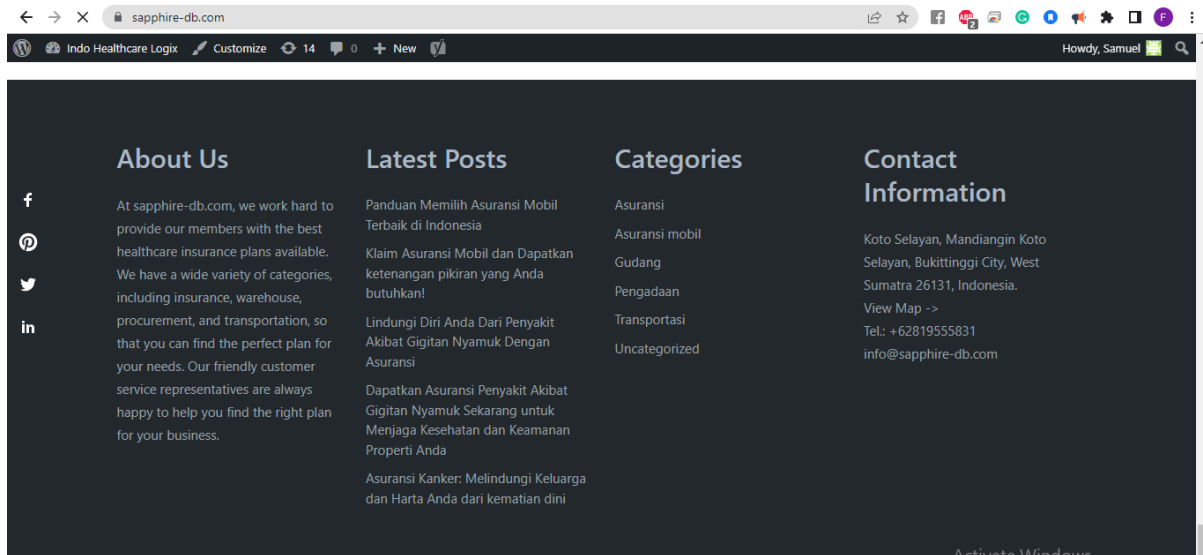 sapphire-db.com
ABP
2
G
F
Indo Healthcare Logix Customize 14 0 New
Howdy, Samuel
About Us
At sapphire-db.com, we work hard to
provide our members with the best
healthcare insurance plans available.
We have a wide variety of categories,
including insurance, warehouse,
procurement, and transportation, so
that you can find the perfect plan for
your needs. Our friendly customer
service representatives are always
happy to help you find the right plan
for your business.
Latest Posts
Panduan Memilih Asuransi Mobil
Terbaik di Indonesia
Klaim Asuransi Mobil dan Dapatkan
ketenangan pikiran yang Anda
butuhkan!
Lindungi Diri Anda Dari Penyakit
Akibat Gigitan Nyamuk Dengan
Asuransi
Dapatkan Asuransi Penyakit Akibat
Gigitan Nyamuk Sekarang untuk
Menjaga Kesehatan dan Keamanan
Properti Anda
Asuransi Kanker: Melindungi Keluarga
dan Harta Anda dari kematian dini
Categories
Asuransi
Asuransi mobil
Gudang
Pengadaan
Transportasi
Uncategorized
Contact
Information
Koto Selayan, Mandiangin Koto
Selayan, Bukittinggi City, West
Sumatra 26131, Indonesia.
View Map ->
Tel.: +62819555831
info@sapphire-db.com
Activate Windows